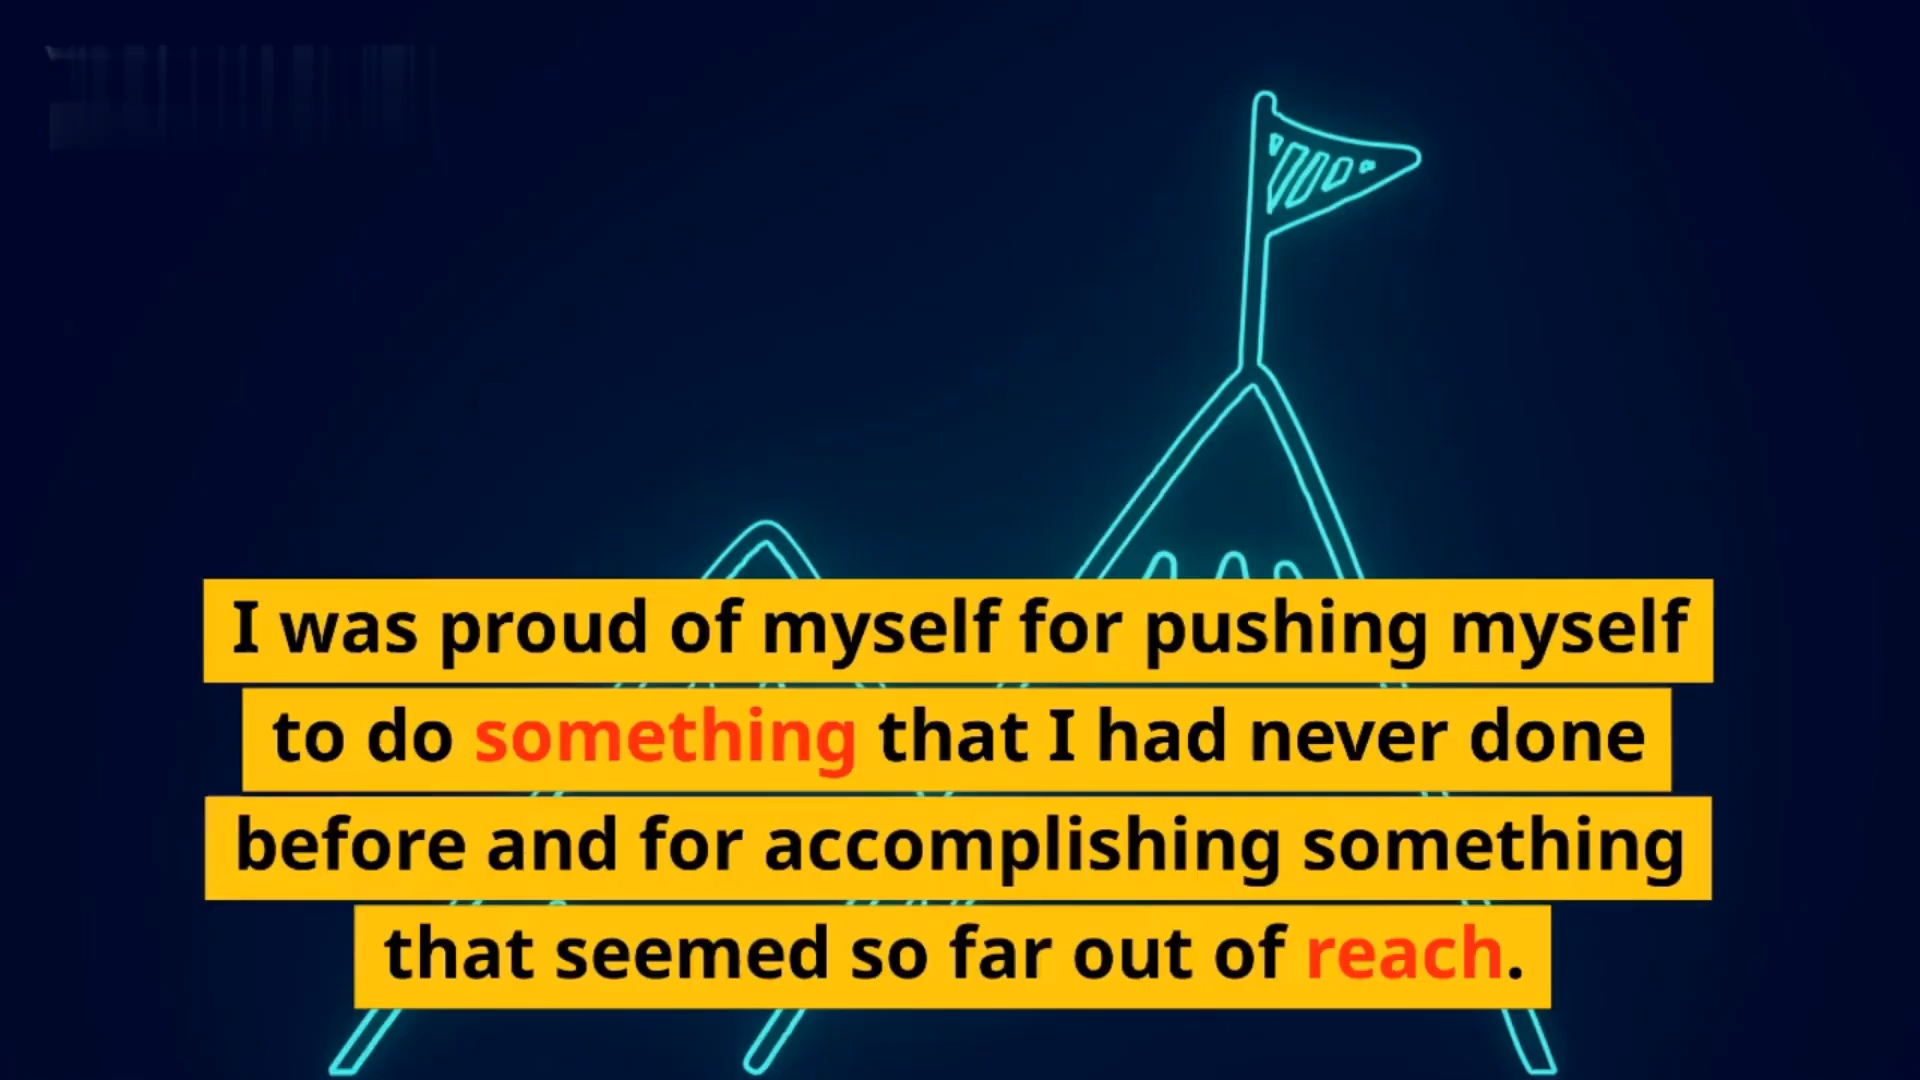 I was proud of myself for pushing myself
to do something that I had never done
before and for accomplishing something
that seemed so far out of reach.